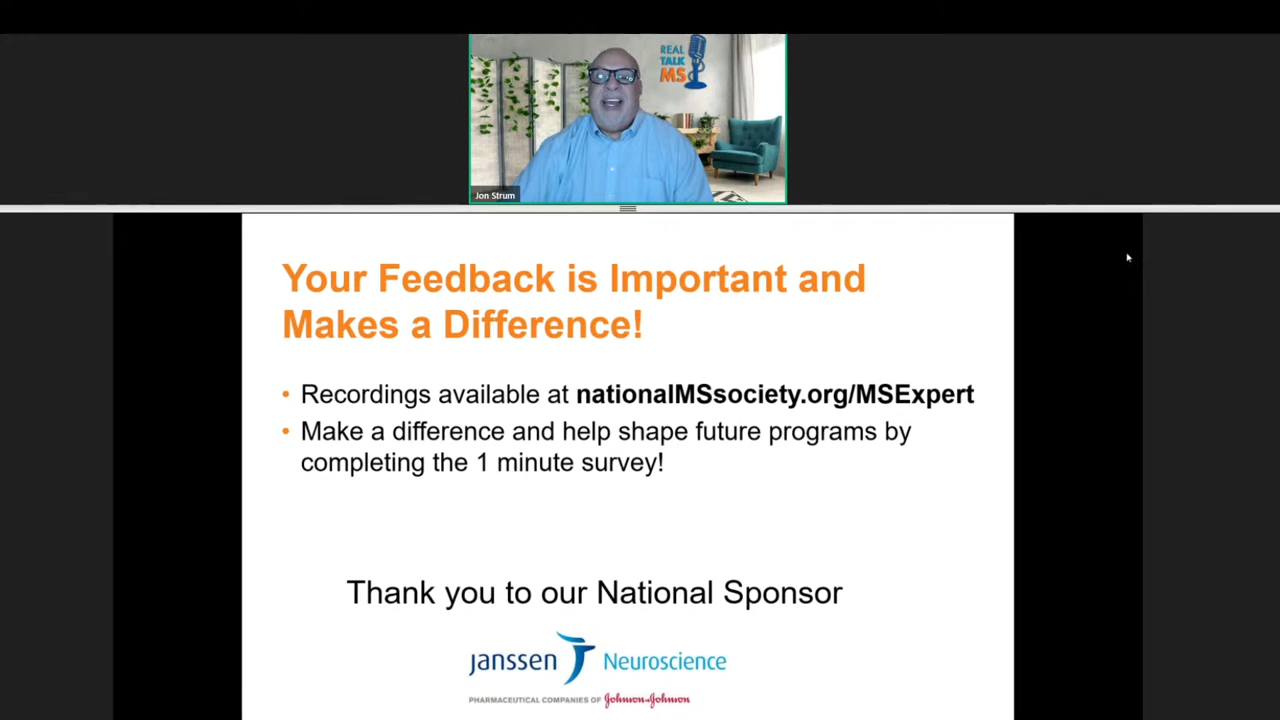 REAL
TALK
MS
Jon Strum
Your Feedback is Important and
Makes a Difference!
• Recordings available at nationalMSsociety.org/MSExpert
• Make a difference and help shape future programs by
completing the 1 minute survey!
Thank you to our National Sponsor
janssen Neuroscience
PHARMACEUTICAL COMPANIES OF Johnson & Johnson